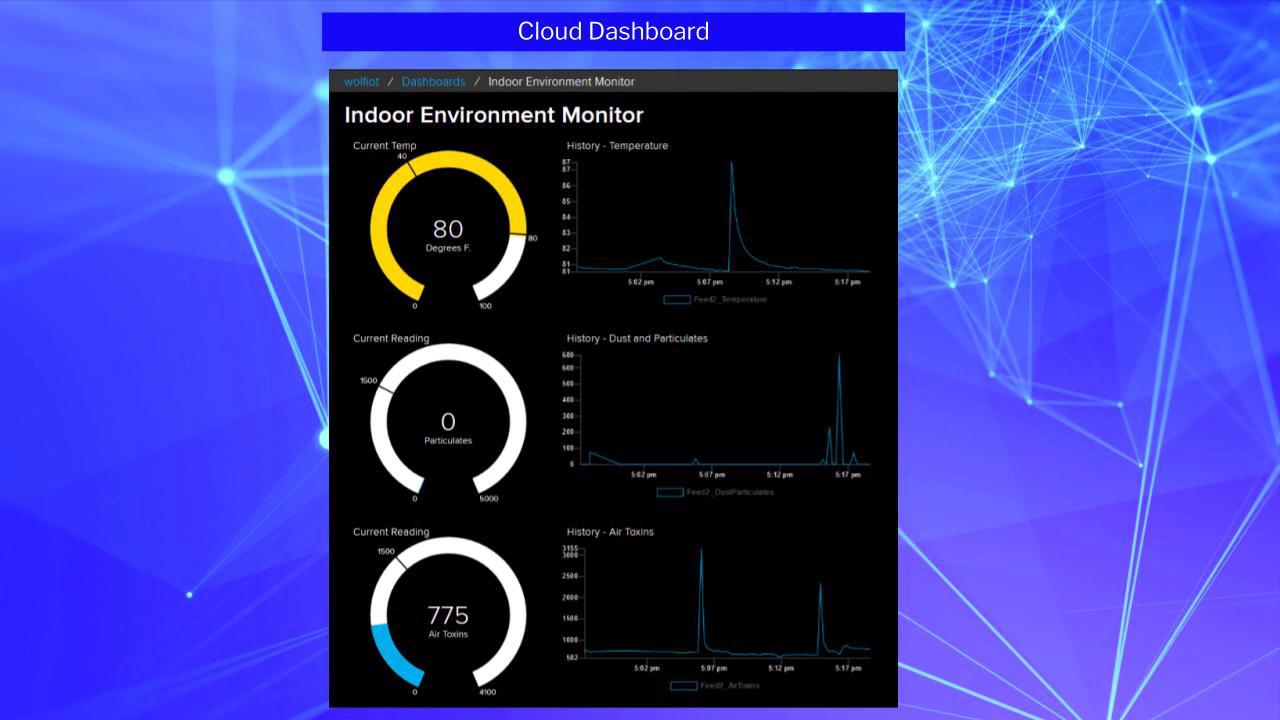 Cloud Dashboard
wolfiot / Dashboards / Indoor Environment Monitor
Indoor Environment Monitor
Current Temp
40
80
Degrees F.
80
0
100
History - Temperature
87
87
86
85
84
83
82
81
81
5:02 pm 5:07 pm 5:12 pm 5:17 pm
Feed2_Temperature
Current Reading
1500
0
Particulates
0
5000
History - Dust and Particulates
680
600
500
400
300
200
100
0
5:02 pm 5:07 pm 5:12 pm 5:17 pm
Feed2_DustParticulates
Current Reading
1500
775
Air Toxins
0
4100
History - Air Toxins
3155
3000
2500
2000
1500
1000
582
5:02 pm 5:07 pm 5:12 pm 5:17 pm
Feed2_AirToxins